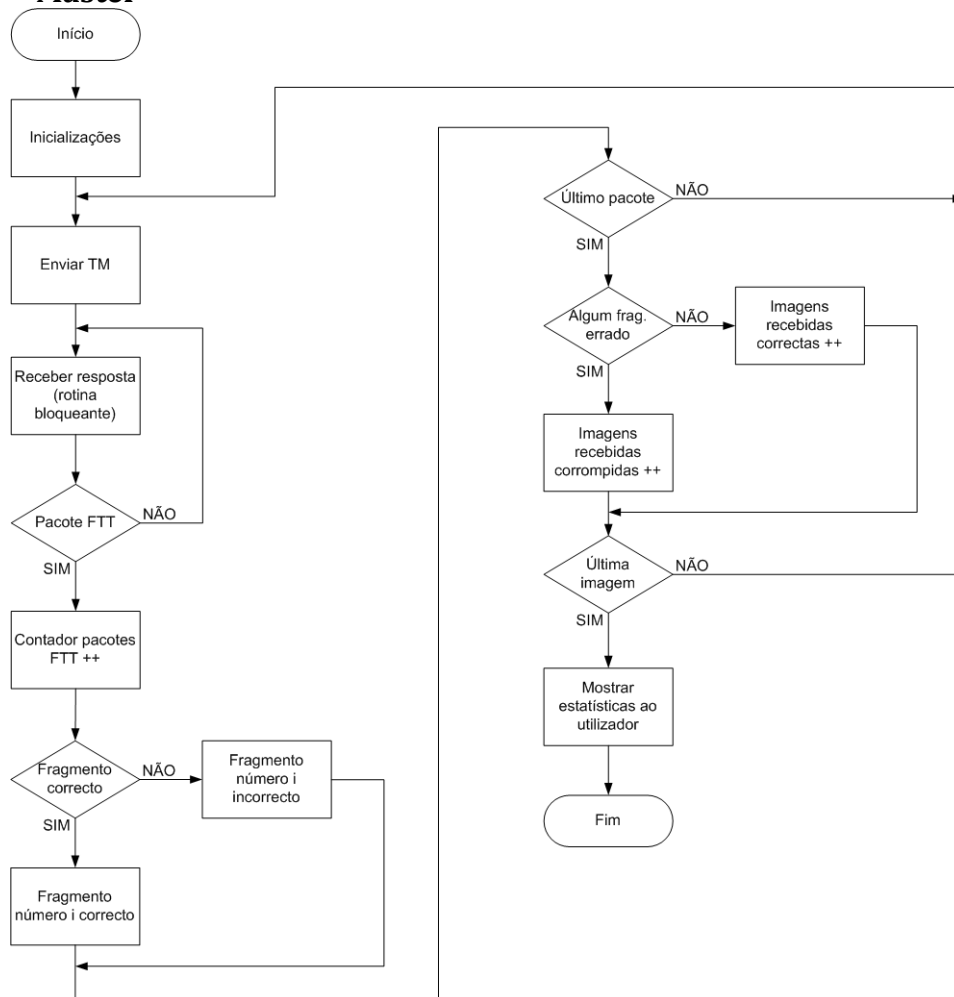 Master
Início
Inicializações
Enviar TM
Receber resposta
(rotina
bloqueante)
Pacote FTT
NÃO
SIM
Contador pacotes
FTT ++
Fragmento
correcto
NÃO
SIM
Fragmento
número i
incorrecto
Fragmento
número i correcto
Último pacote
NÃO
SIM
Algum frag.
errado
NÃO
SIM
Imagens
recebidas
correctas ++
Imagens
recebidas
corrompidas ++
Última
imagem
NÃO
SIM
Mostrar
estatísticas ao
utilizador
Fim